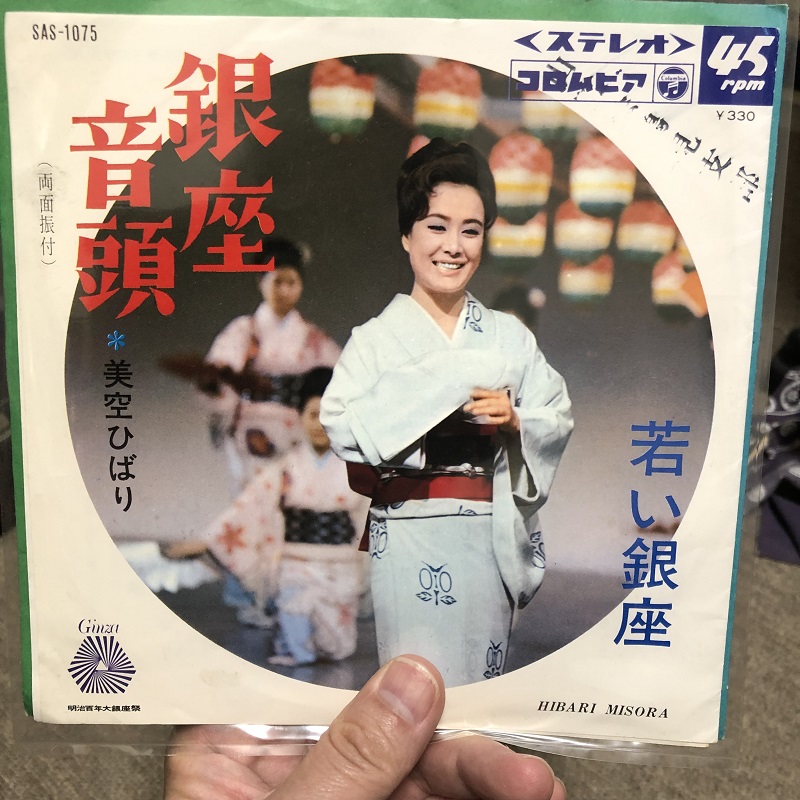 SAS-1075
<ステレオ>
コロムビア
Columbia
45
rpm
￥330
銀座
音頭
(両面振付)
*美空ひばり
若い銀座
Ginza
明治百年大銀座祭
HIBARI MISORA